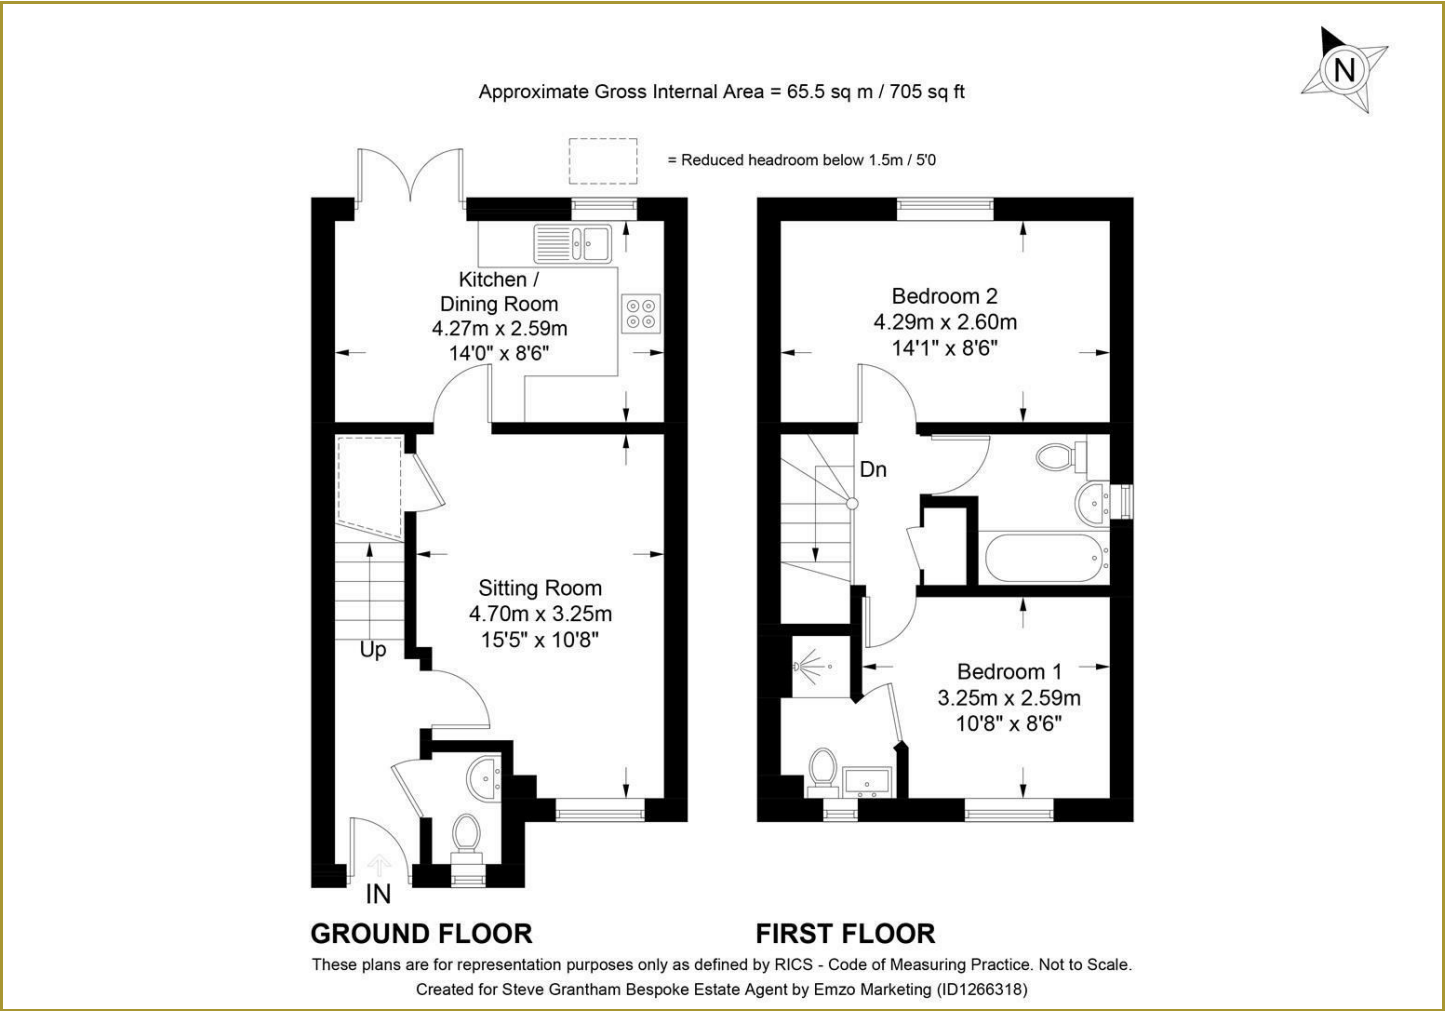 N
Approximate Gross Internal Area = 65.5 sq m / 705 sq ft
= Reduced headroom below 1.5m / 5'0
Kitchen /
Dining Room
4.27m x 2.59m
14'0" x 8'6"
Sitting Room
4.70m x 3.25m
15'5" x 10'8"
Up
IN
GROUND FLOOR
Bedroom 2
4.29m x 2.60m
14'1" x 8'6"
Dn
Bedroom 1
3.25m x 2.59m
10'8" x 8'6"
FIRST FLOOR
These plans are for representation purposes only as defined by RICS - Code of Measuring Practice. Not to Scale.
Created for Steve Grantham Bespoke Estate Agent by Emzo Marketing (ID1266318)